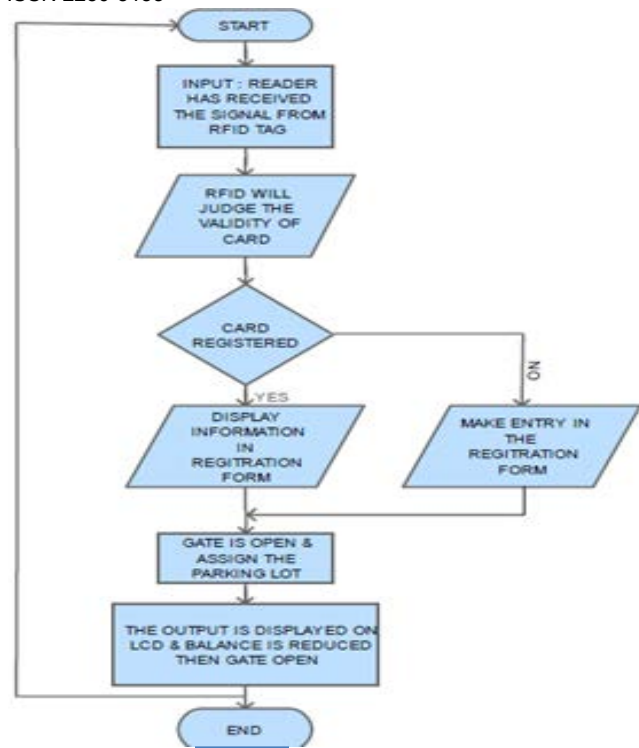 START
INPUT : READER
HAS RECEIVED
THE SIGNAL FROM
RFID TAG
RFID WILL
JUDGE THE
VALIDITY OF
CARD
CARD
REGISTERED
NO
YES
DISPLAY
INFORMATION
IN
REGITRATION
FORM
MAKE ENTRY IN
THE
REGITRATION
FORM
GATE IS OPEN &
ASSIGN THE
PARKING LOT
THE OUTPUT IS DISPLAYED ON
LCD & BALANCE IS REDUCED
THEN GATE OPEN
END